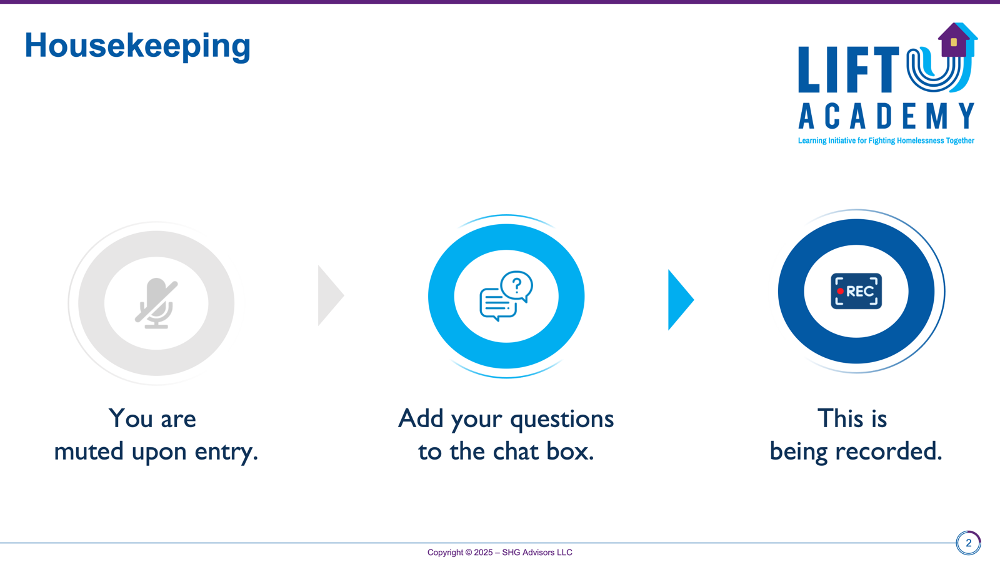 Housekeeping
LIFT U
ACADEMY
Learning Initiative for Fighting Homelessness Together
?
REC
You are
muted upon entry.
Add your questions
to the chat box.
This is
being recorded.
Copyright © 2025 – SHG Advisors LLC
2